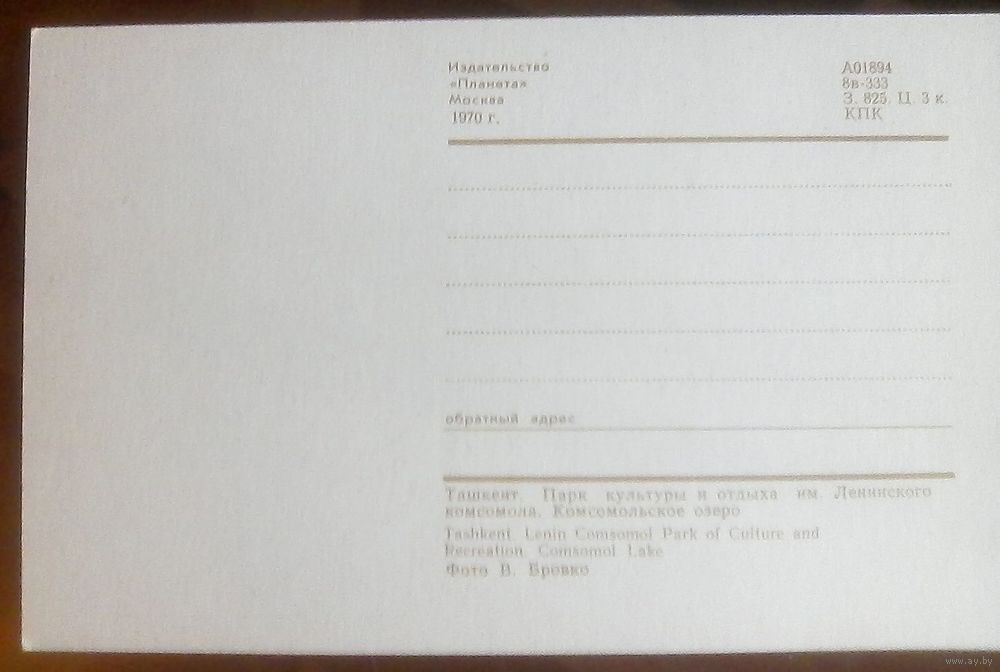 Издательство
«Планета»
Москва
1970 г.
А01894
8в-333
З. 825. Ц. 3 к.
КПК
обратный адрес
Ташкент. Парк культуры и отдыха им. Ленинского
комсомола. Комсомольское озеро
Tashkent. Lenin Comsomol Park of Culture and
Recreation. Comsomol Lake
Фото В. Бровко
www.ay.by